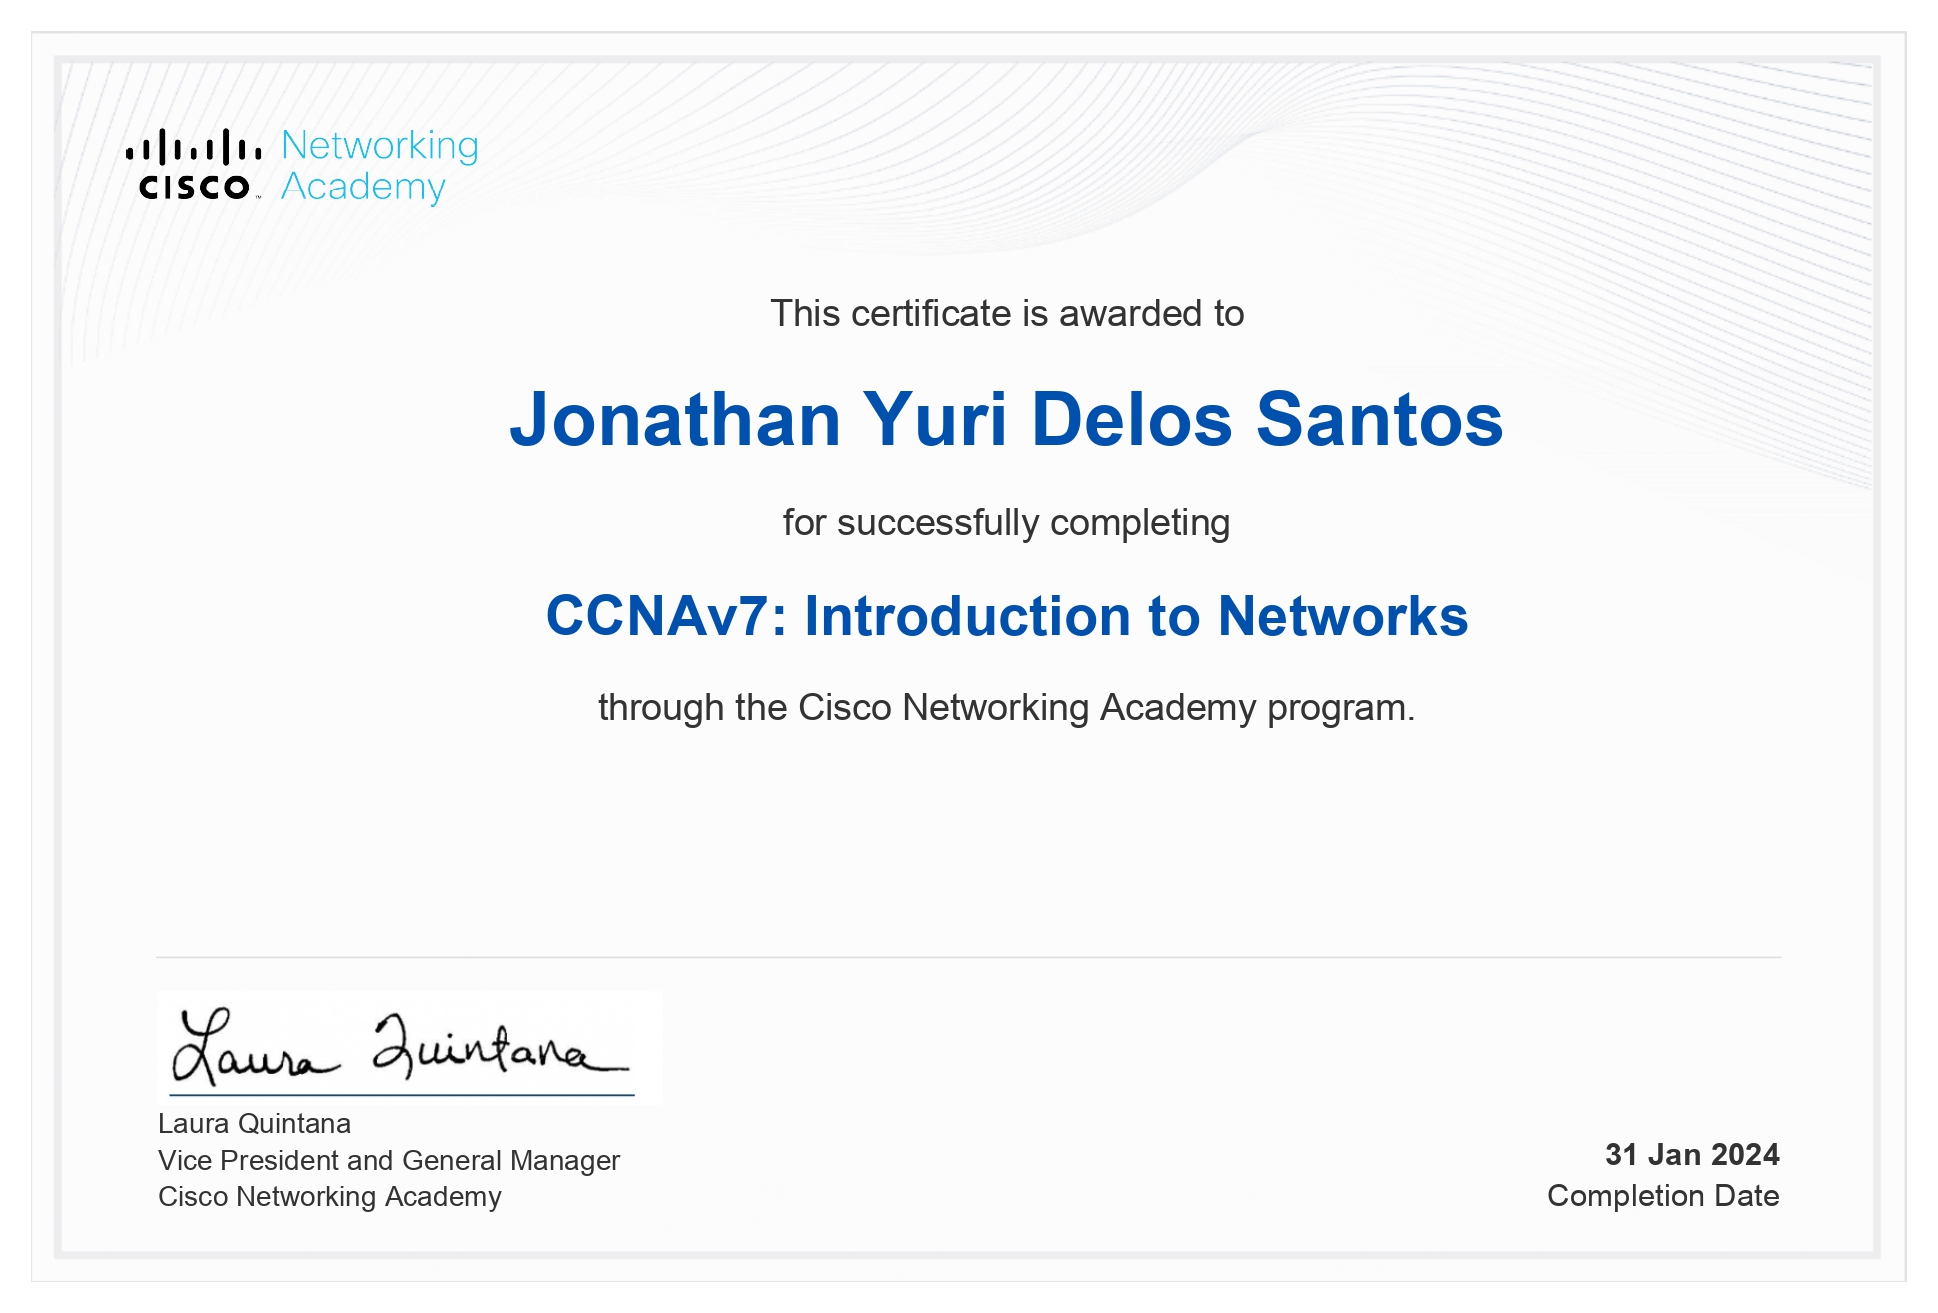 Networking
CISCO™ Academy
This certificate is awarded to
Jonathan Yuri Delos Santos
for successfully completing
CCNAv7: Introduction to Networks
through the Cisco Networking Academy program.
Laura Quintana
Laura Quintana
Vice President and General Manager
Cisco Networking Academy
31 Jan 2024
Completion Date